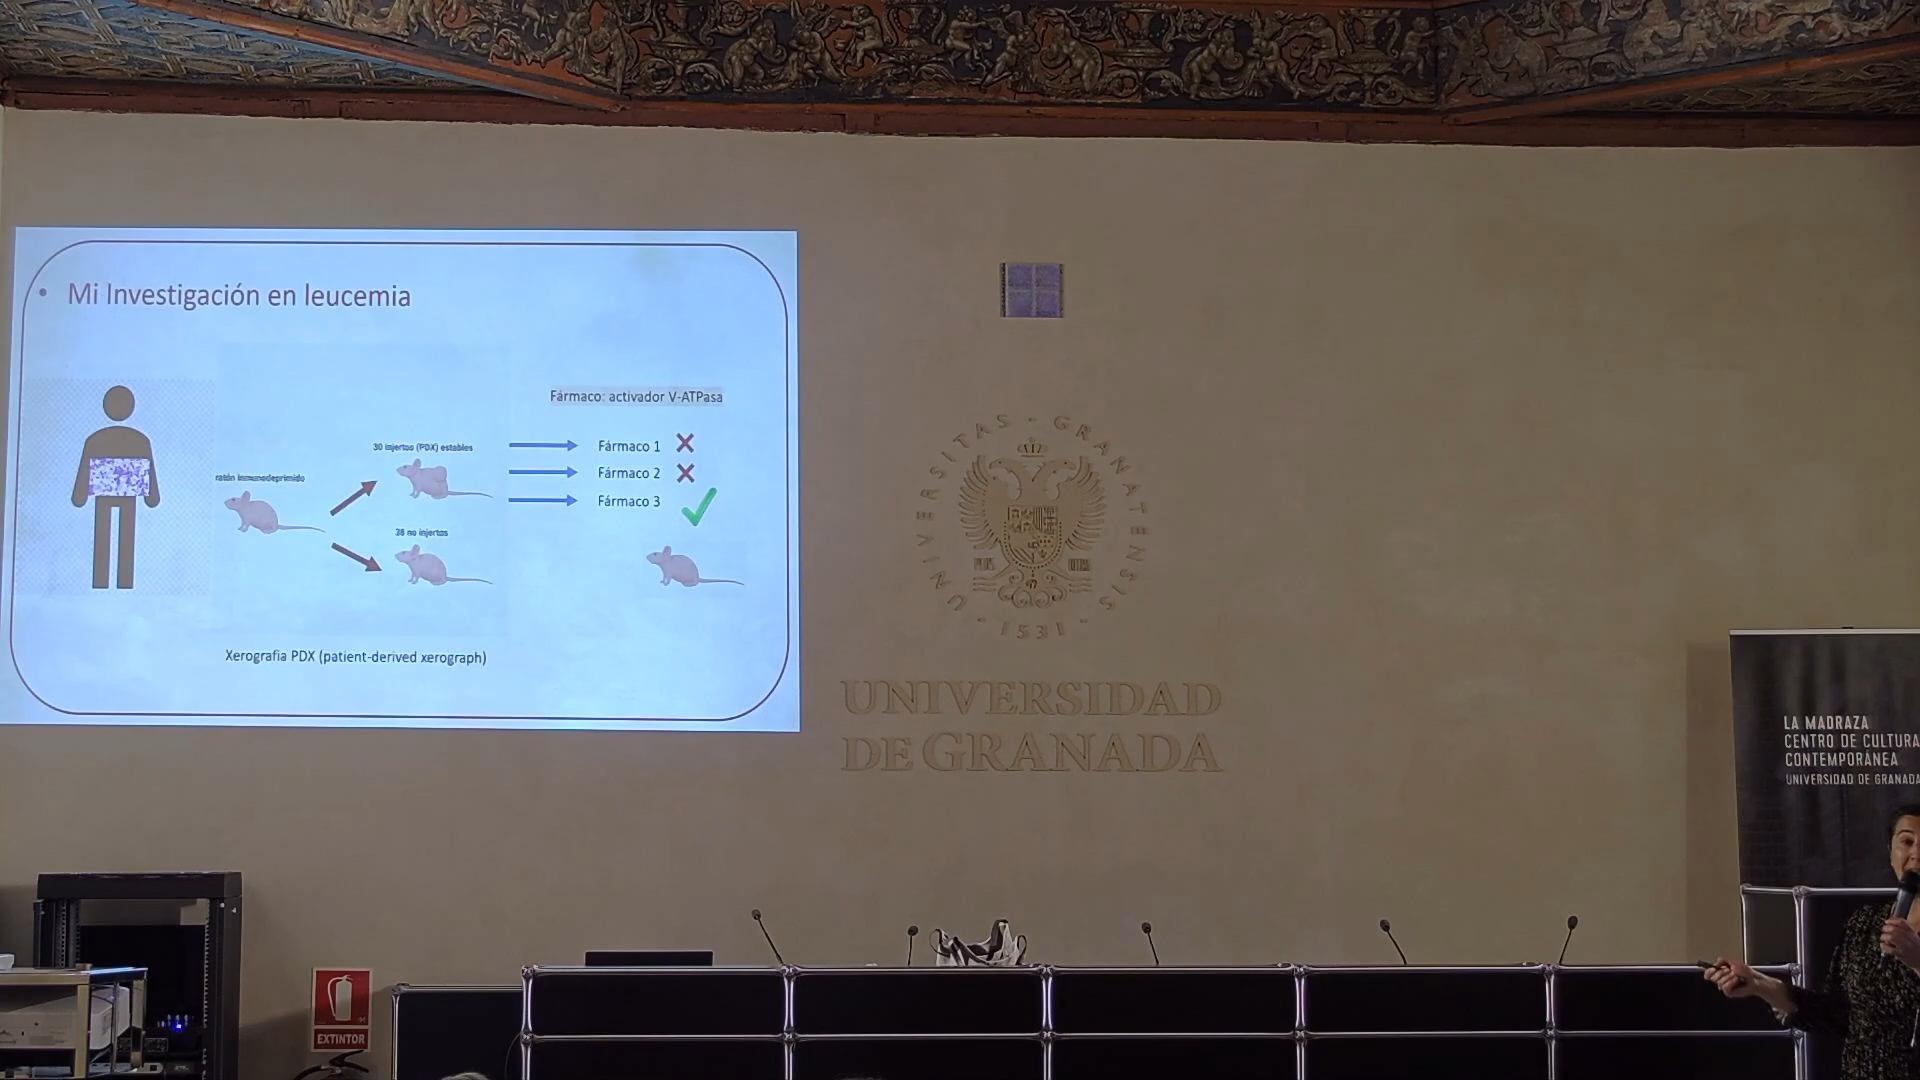 • Mi Investigación en leucemia
Fármaco: activador V-ATPasa
30 injertos (PDX) estables
Fármaco 1
Fármaco 2
Fármaco 3
ratón inmunodeprimido
38 no injertos
Xerografia PDX (patient-derived xerograph)
UNIVERSITAS · GRANATENSIS · 1531 ·
UNIVERSIDAD
DE GRANADA
LA MADRAZA
CENTRO DE CULTURA
CONTEMPORÁNEA
UNIVERSIDAD DE GRANADA
EXTINTOR